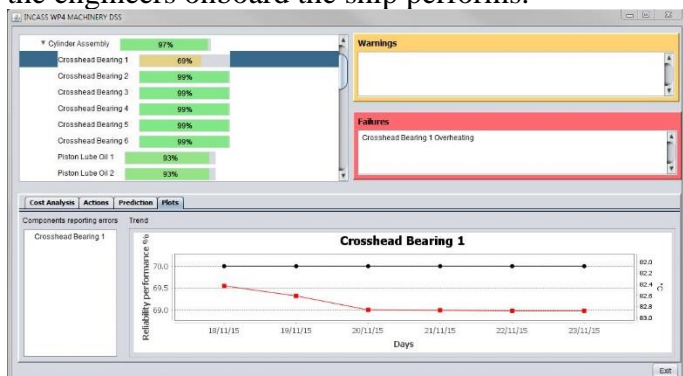 the engineers onboard the ship performs.
INCASS WP4 MACHINERY DSS
Cylinder Assembly 97%
Crosshead Bearing 1 69%
Crosshead Bearing 2 99%
Crosshead Bearing 3 99%
Crosshead Bearing 4 99%
Crosshead Bearing 5 99%
Crosshead Bearing 6 99%
Piston Lube Oil 1 93%
Piston Lube Oil 2 93%
Warnings
Failures
Crosshead Bearing 1 Overheating
Cost Analysis Actions Prediction Plots
Components reporting errors
Crosshead Bearing 1
Trend
Crosshead Bearing 1
Reliability performance %
70.0
69.5
69.0
82.0
82.2
82.4
82.6
82.8
83.0
°C
18/11/15 19/11/15 20/11/15 21/11/15 22/11/15 23/11/15
Days
Exit